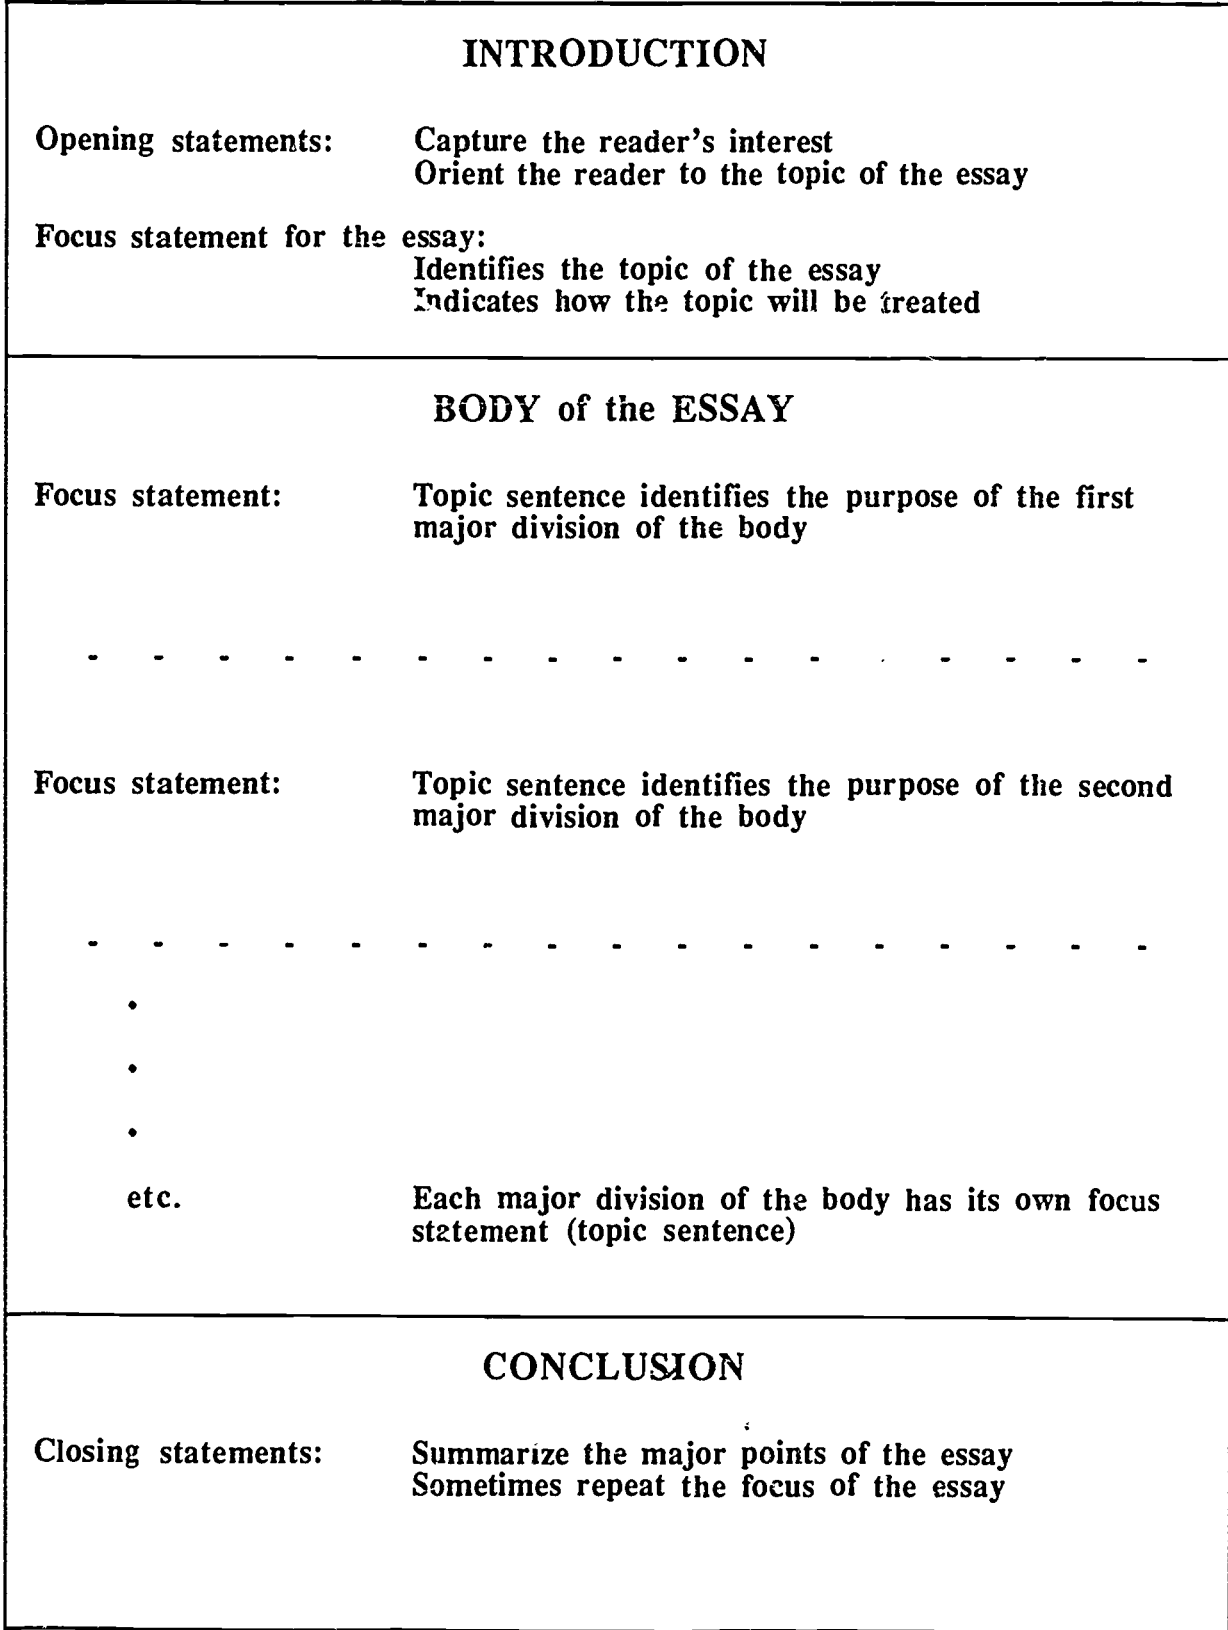 INTRODUCTION
Opening statements: Capture the reader's interest
Orient the reader to the topic of the essay
Focus statement for the essay:
Identifies the topic of the essay
Indicates how the topic will be treated
BODY of the ESSAY
Focus statement: Topic sentence identifies the purpose of the first
major division of the body
- - - - - - - - - - - - - - - -
Focus statement: Topic sentence identifies the purpose of the second
major division of the body
- - - - - - - - - - - - - - - - -
•
•
•
etc. Each major division of the body has its own focus
statement (topic sentence)
CONCLUSION
Closing statements: Summarize the major points of the essay
Sometimes repeat the focus of the essay